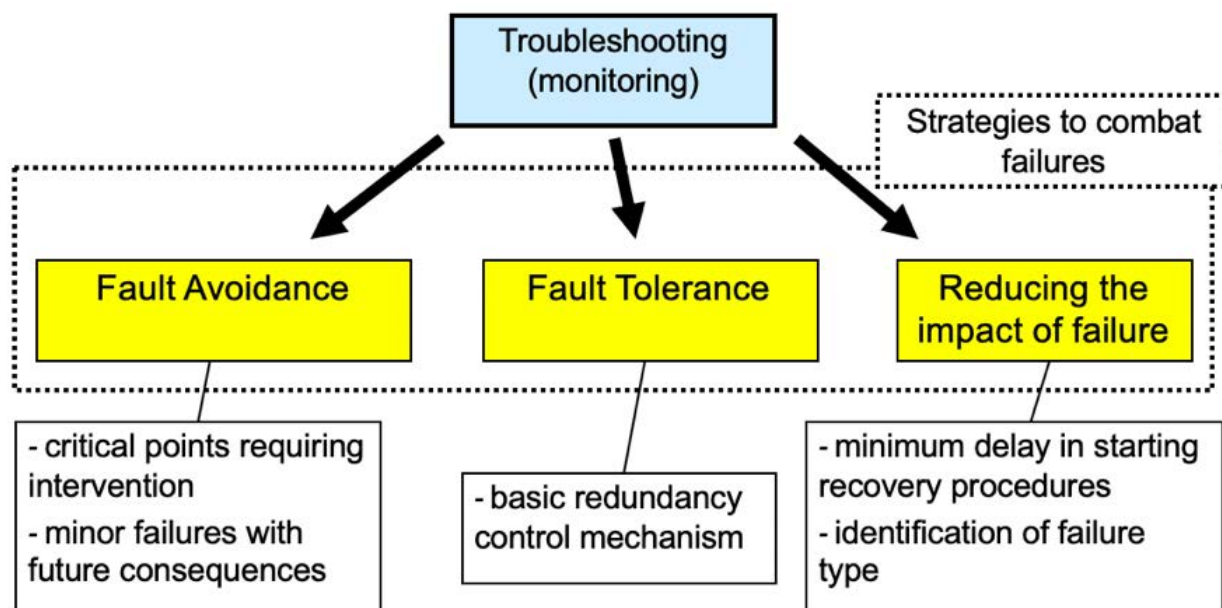 Troubleshooting
(monitoring)
Strategies to combat
failures
Fault Avoidance
Fault Tolerance
Reducing the
impact of failure
- critical points requiring
intervention
- minor failures with
future consequences
- basic redundancy
control mechanism
- minimum delay in starting
recovery procedures
- identification of failure
type